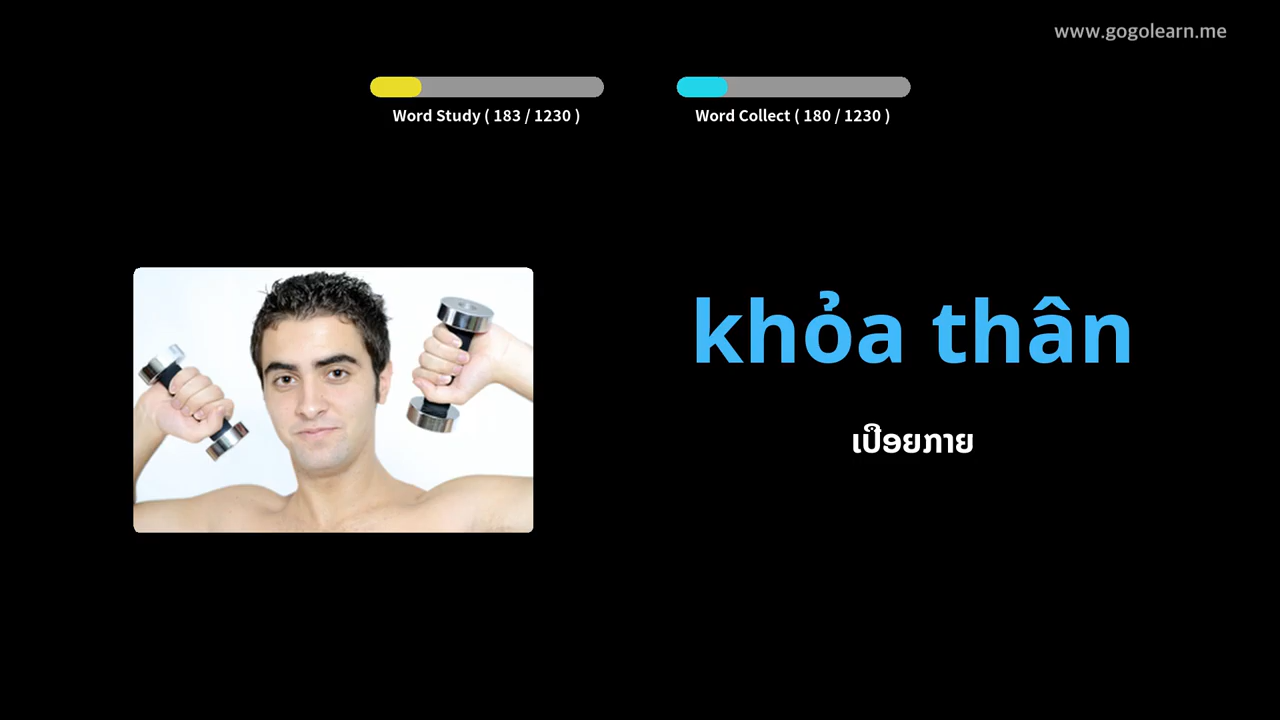 www.gogolearn.me
Word Study ( 183 / 1230 )
Word Collect ( 180 / 1230 )
khỏa thân
ເປືອຍກາຍ